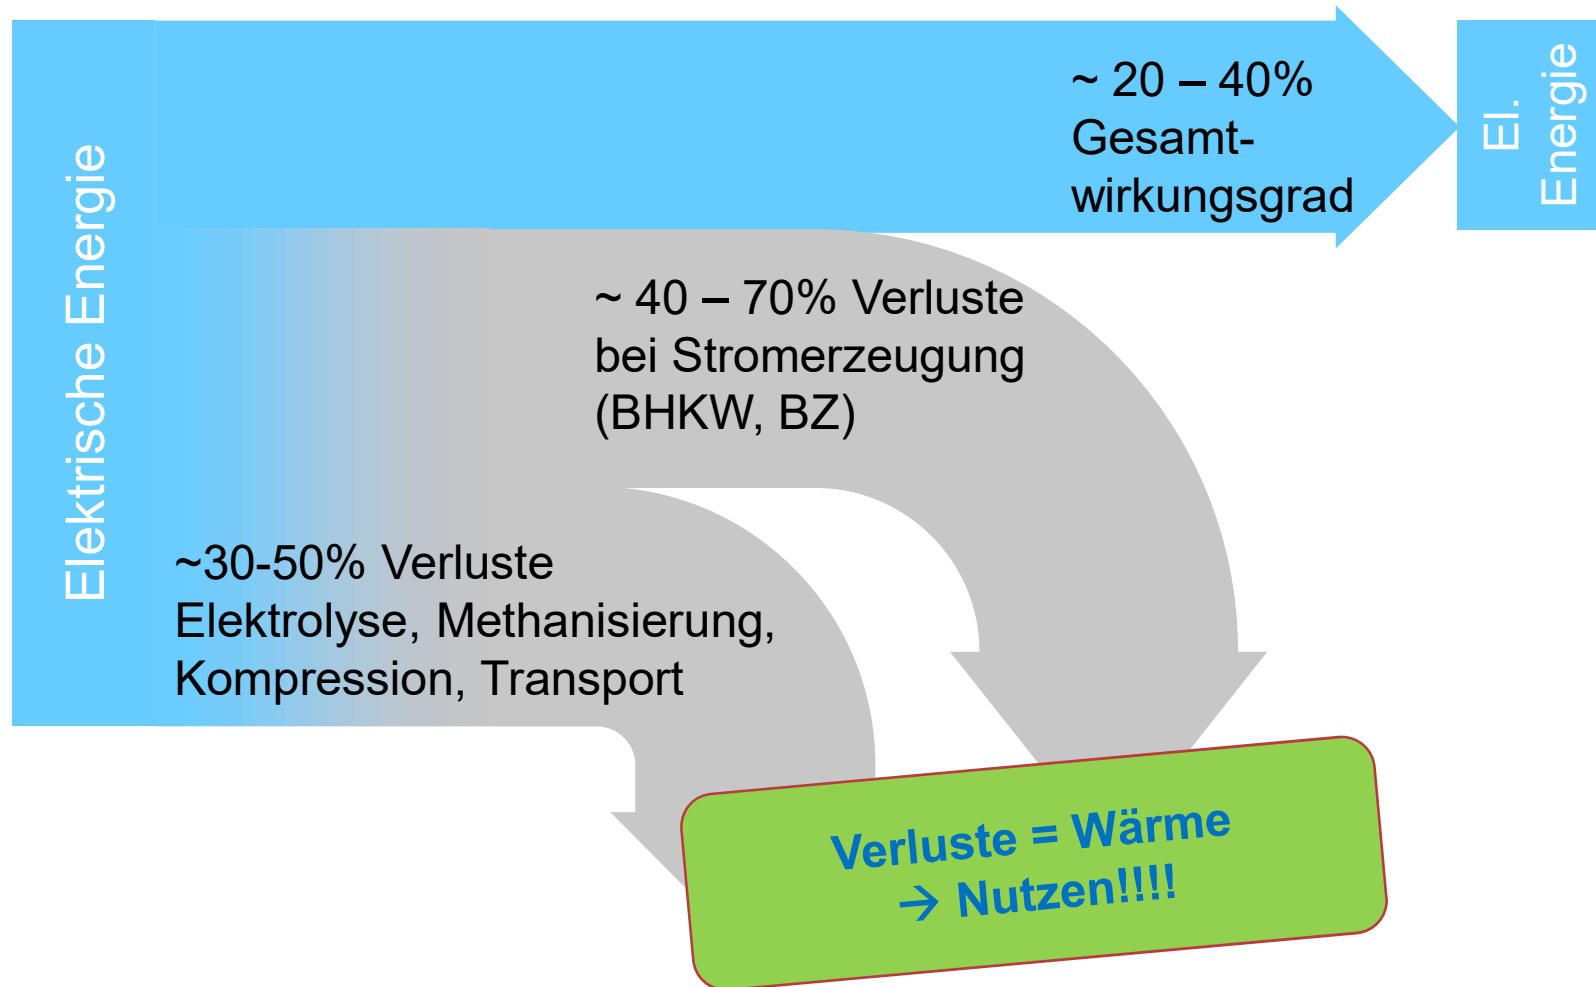 Elektrische Energie
~ 20 – 40%
Gesamt-
wirkungsgrad
El.
Energie
~ 40 – 70% Verluste
bei Stromerzeugung
(BHKW, BZ)
~30-50% Verluste
Elektrolyse, Methanisierung,
Kompression, Transport
Verluste = Wärme
→ Nutzen!!!!